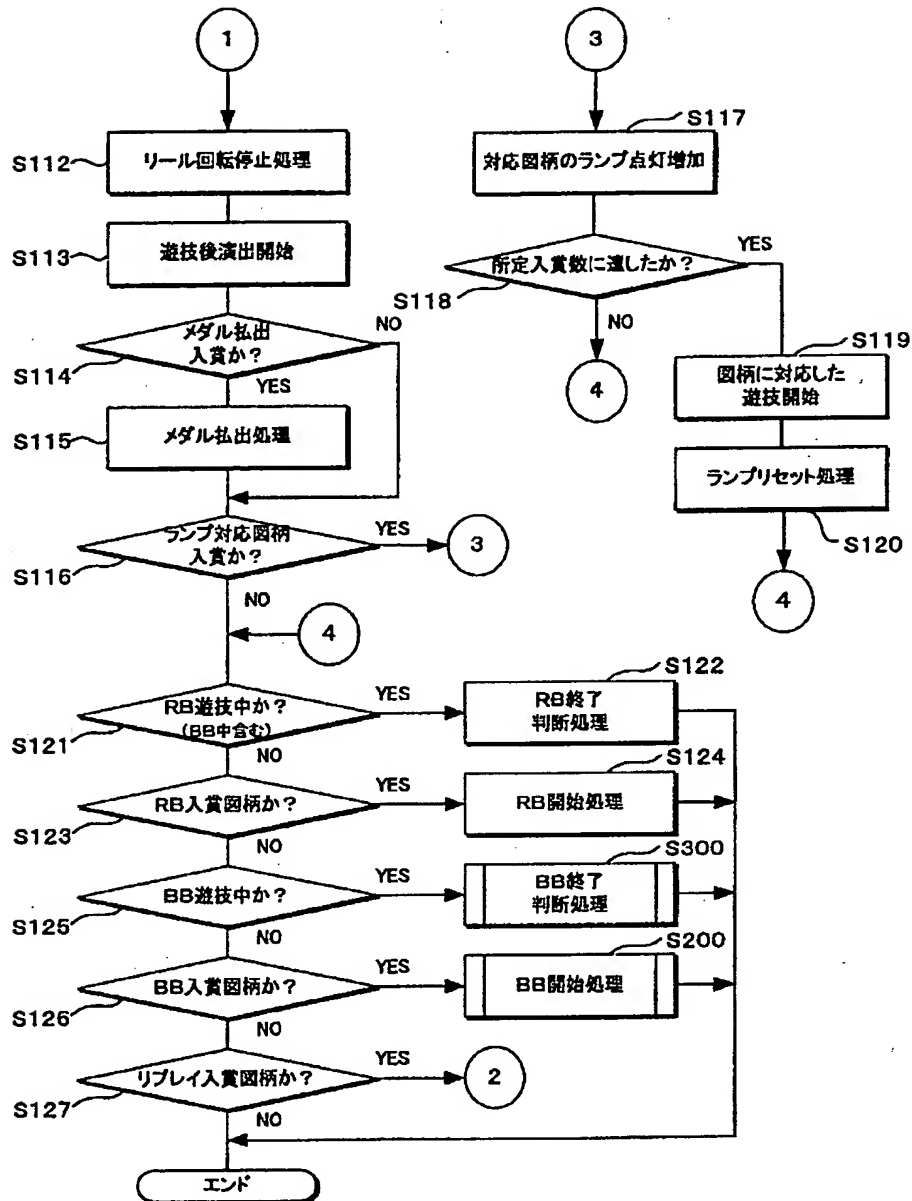 1
S112
リール回転停止処理
S113
遊技後演出開始
S114
メダル払出
入賞か?
NO
YES
S115
メダル払出処理
S116
ランプ対応図柄
入賞か?
YES
3
NO
4
S121
RB遊技中か?
(BB中含む)
YES
S122
RB終了
判断処理
NO
S123
RB入賞図柄か?
YES
S124
RB開始処理
NO
S125
BB遊技中か?
YES
S300
BB終了
判断処理
NO
S126
BB入賞図柄か?
YES
S200
BB開始処理
NO
S127
リプレイ入賞図柄か?
YES
2
NO
エンド
3
S117
対応図柄のランプ点灯増加
S118
所定入賞数に達したか?
YES
NO
4
S119
図柄に対応した
遊技開始
ランプリセット処理
S120
4